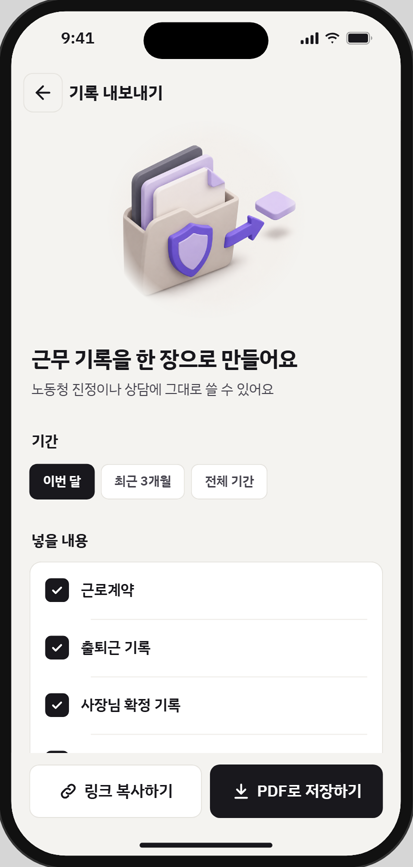 9:41
기록 내보내기
근무 기록을 한 장으로 만들어요
노동청 진정이나 상담에 그대로 쓸 수 있어요
기간
이번 달
최근 3개월
전체 기간
넣을 내용
근로계약
출퇴근 기록
사장님 확정 기록
링크 복사하기
PDF로 저장하기